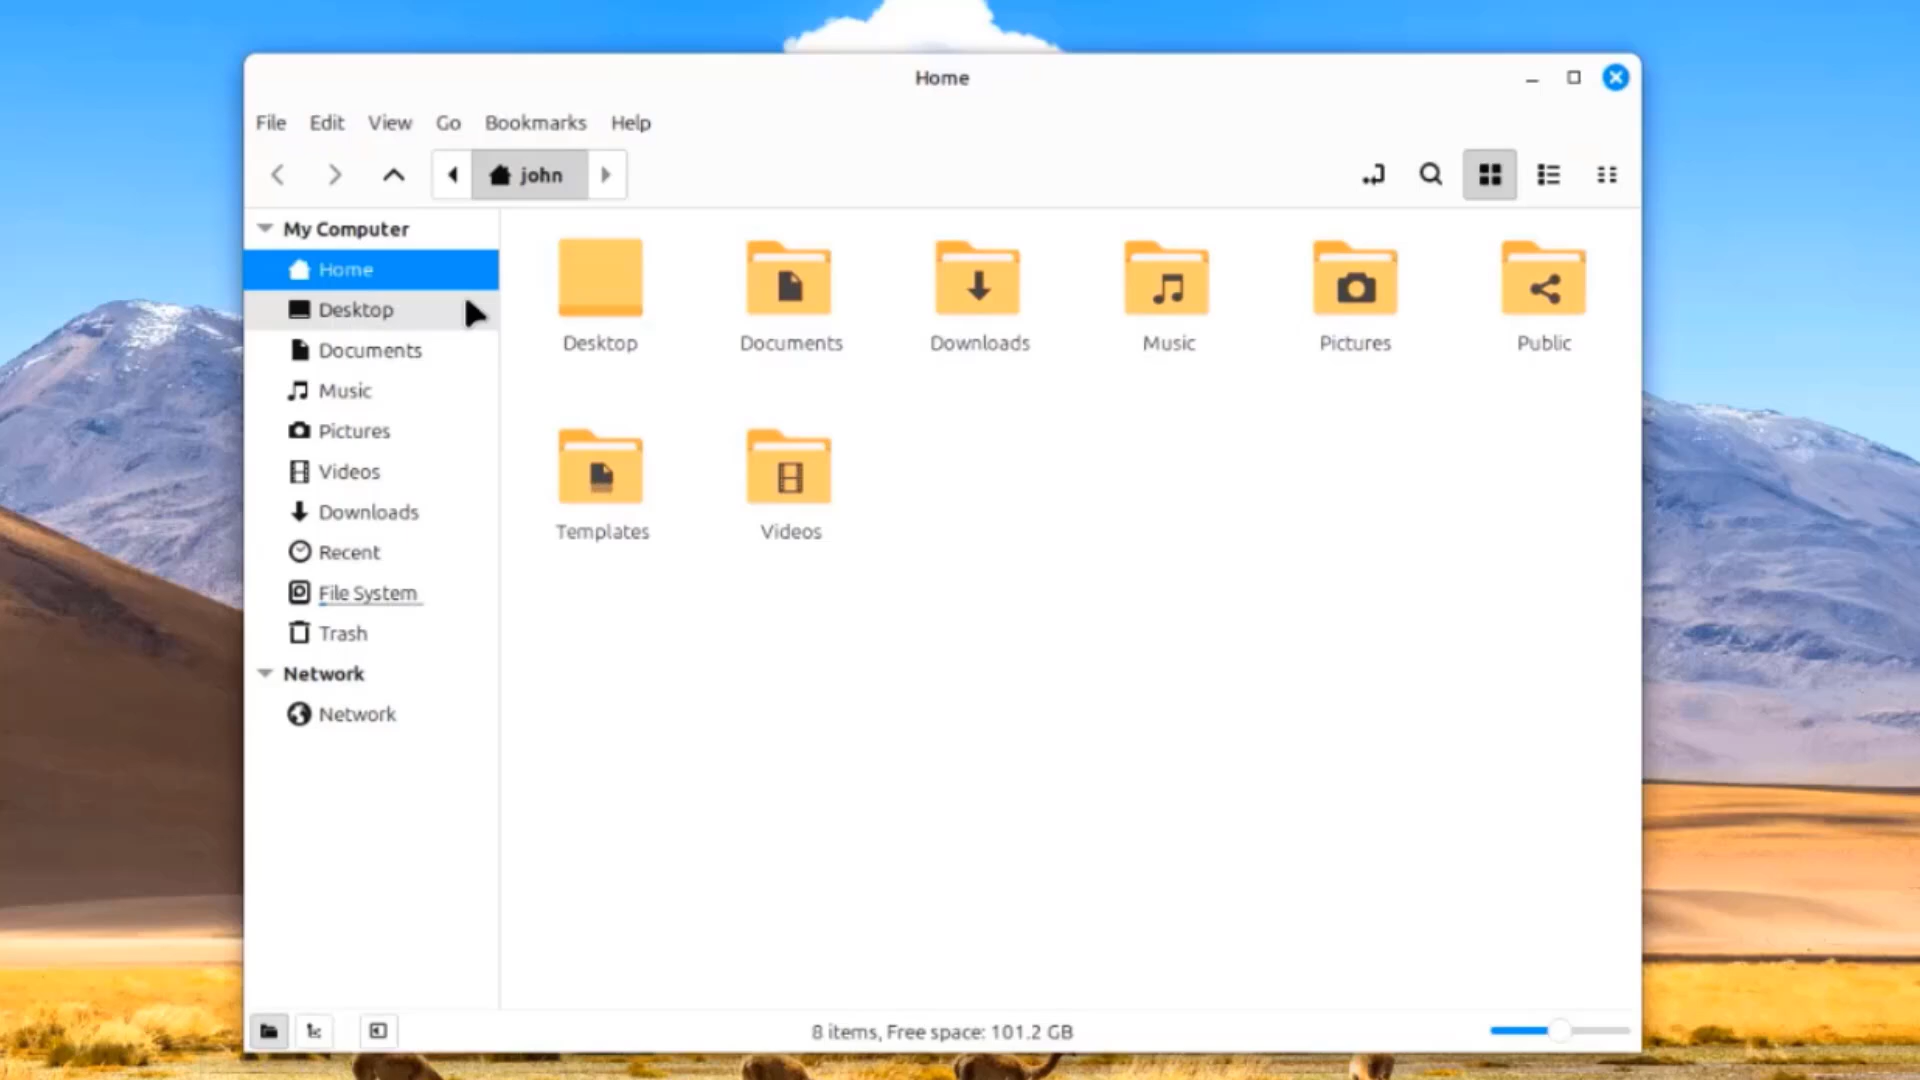 Home
File Edit View Go Bookmarks Help
john
My Computer
Home
Desktop
Documents
Music
Pictures
Videos
Downloads
Recent
File System
Trash
Network
Network
Desktop Documents Downloads Music Pictures Public
Templates Videos
8 items, Free space: 101.2 GB